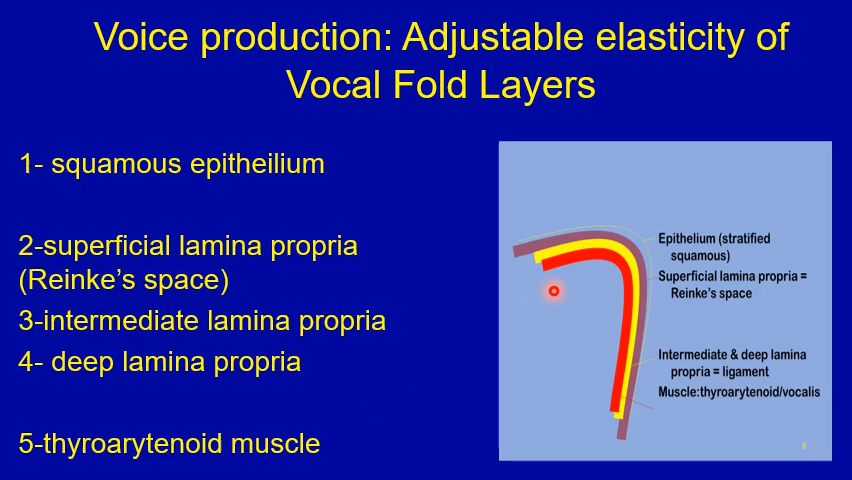 Voice production: Adjustable elasticity of
Vocal Fold Layers
1- squamous epitheilium
2-superficial lamina propria
(Reinke's space)
3-intermediate lamina propria
4- deep lamina propria
5-thyroarytenoid muscle
Epithelium (stratified
squamous)
Superficial lamina propria =
Reinke's space
Intermediate & deep lamina
propria = ligament
Muscle:thyroarytenoid/vocalis